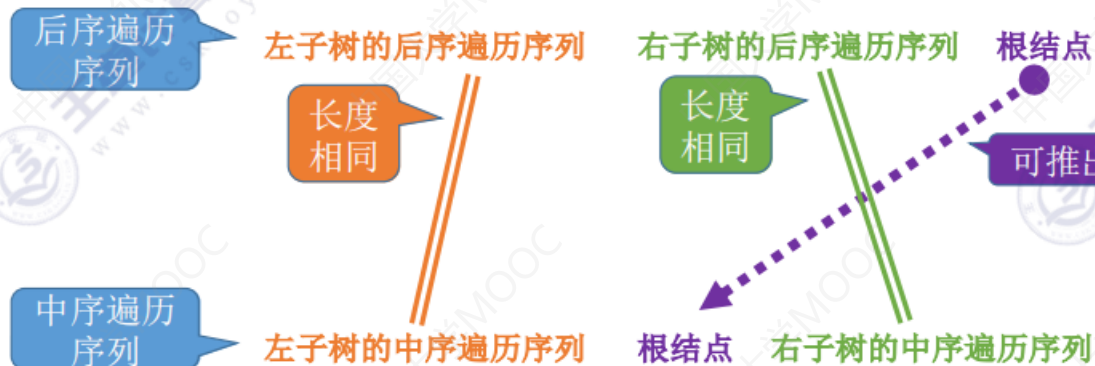 后序遍历
序列
左子树的后序遍历序列 右子树的后序遍历序列 根结点
长度
相同
长度
相同
可推出
中序遍历
序列
左子树的中序遍历序列 根结点 右子树的中序遍历序列